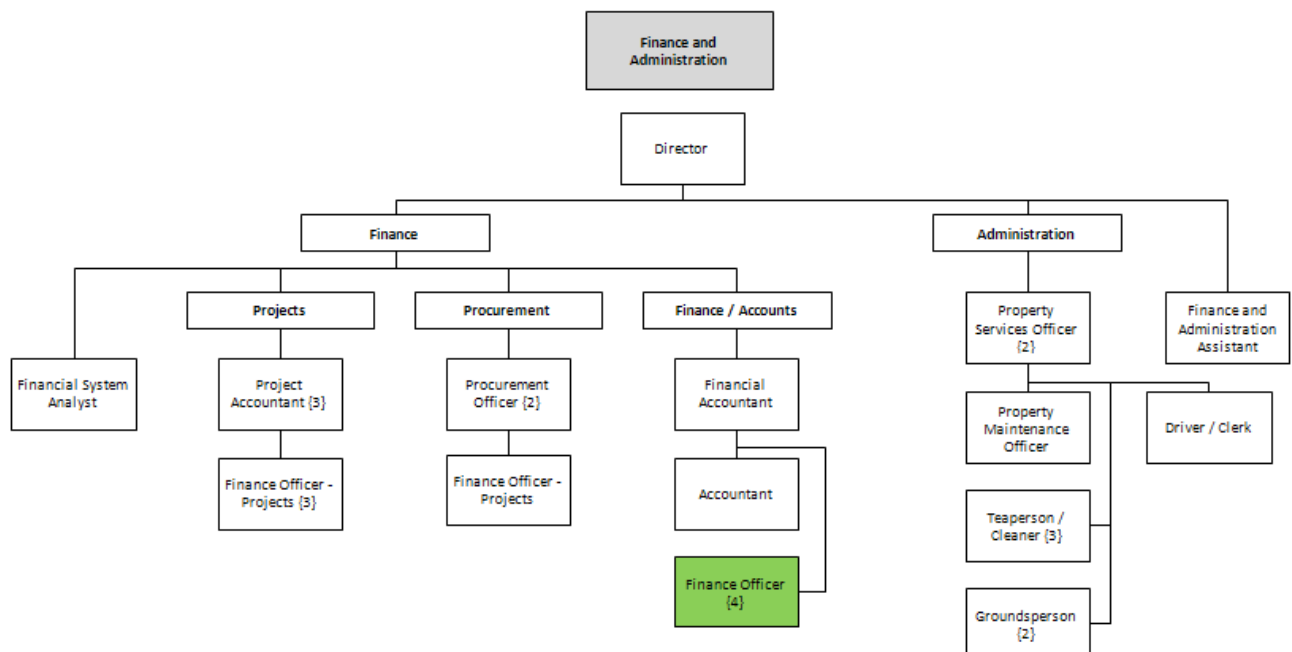 Finance and
Administration
Director
Finance
Administration
Projects
Procurement
Finance / Accounts
Property
Services Officer
{2}
Finance and
Administration
Assistant
Financial System
Analyst
Project
Accountant {3}
Procurement
Officer {2}
Financial
Accountant
Property
Maintenance
Officer
Driver / Clerk
Finance Officer -
Projects {3}
Finance Officer -
Projects
Accountant
Teaperson /
Cleaner {3}
Finance Officer
{4}
Groundsperson
{2}